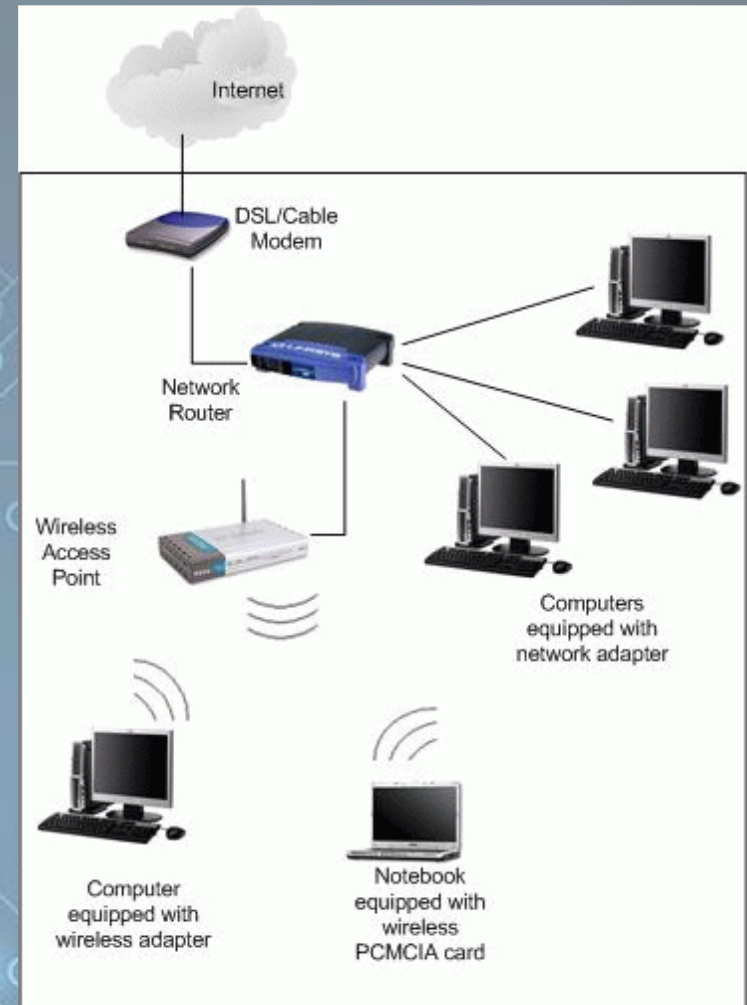 Internet
DSL/Cable
Modem
LINKSYS
Network
Router
Wireless
Access
Point
Computers
equipped with
network adapter
Computer
equipped with
wireless adapter
Notebook
equipped with
wireless
PCMCIA card